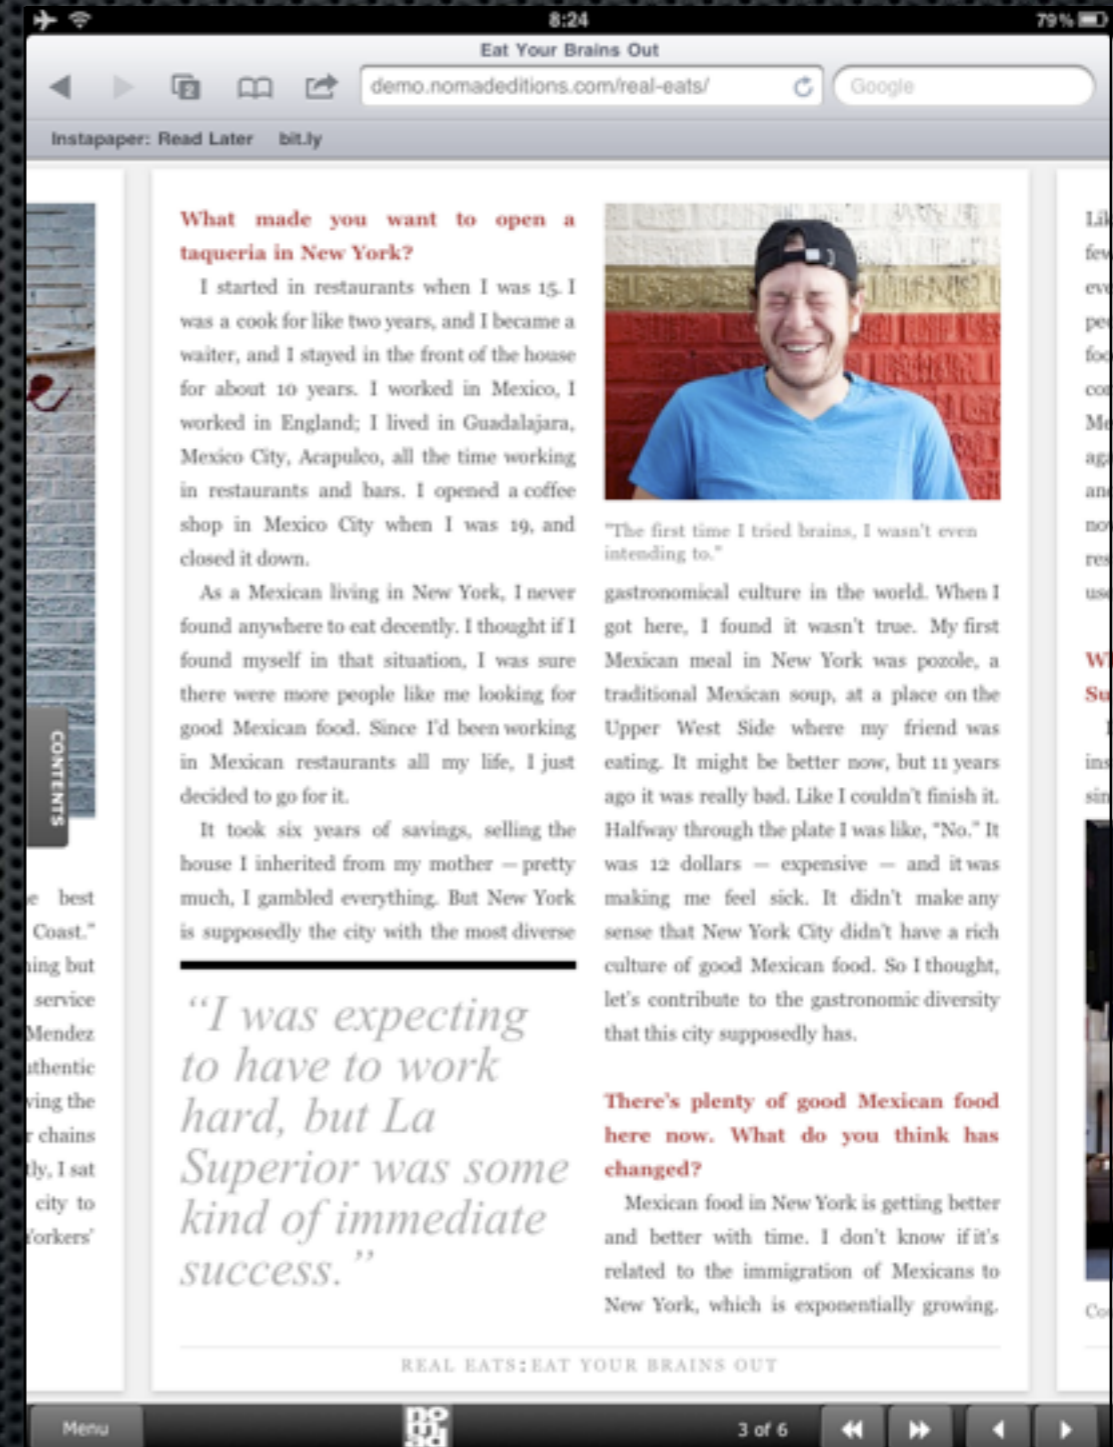 8:24
79%
Eat Your Brains Out
2
demo.nomadeditions.com/real-eats/
Google
Instapaper: Read Later
bit.ly
CONTENTS
best
Coast."
but
service
Mendez
the
chains
I sat
city to
What made you want to open a
taqueria in New York?
I started in restaurants when I was 15. I
was a cook for like two years, and I became a
waiter, and I stayed in the front of the house
for about 10 years. I worked in Mexico, I
worked in England; I lived in Guadalajara,
Mexico City, Acapulco, all the time working
in restaurants and bars. I opened a coffee
shop in Mexico City when I was 19, and
closed it down.
As a Mexican living in New York, I never
found anywhere to eat decently. I thought if I
found myself in that situation, I was sure
there were more people like me looking for
good Mexican food. Since I'd been working
in Mexican restaurants all my life, I just
decided to go for it.
It took six years of savings, selling the
house I inherited from my mother — pretty
much, I gambled everything. But New York
is supposedly the city with the most diverse
“I was expecting
to have to work
hard, but La
Superior was some
kind of immediate
success.”
"The first time I tried brains, I wasn't even
intending to."
gastronomical culture in the world. When I
got here, I found it wasn't true. My first
Mexican meal in New York was pozole, a
traditional Mexican soup, at a place on the
Upper West Side where my friend was
eating. It might be better now, but 11 years
ago it was really bad. Like I couldn't finish it.
Halfway through the plate I was like, “No.” It
was 12 dollars — expensive — and it was
making me feel sick. It didn't make any
sense that New York City didn't have a rich
culture of good Mexican food. So I thought,
let's contribute to the gastronomic diversity
that this city supposedly has.
There's plenty of good Mexican food
here now. What do you think has
changed?
Mexican food in New York is getting better
and better with time. I don't know if it's
related to the immigration of Mexicans to
New York, which is exponentially growing.
REAL EATS:EAT YOUR BRAINS OUT
Menu
nomad
3 of 6